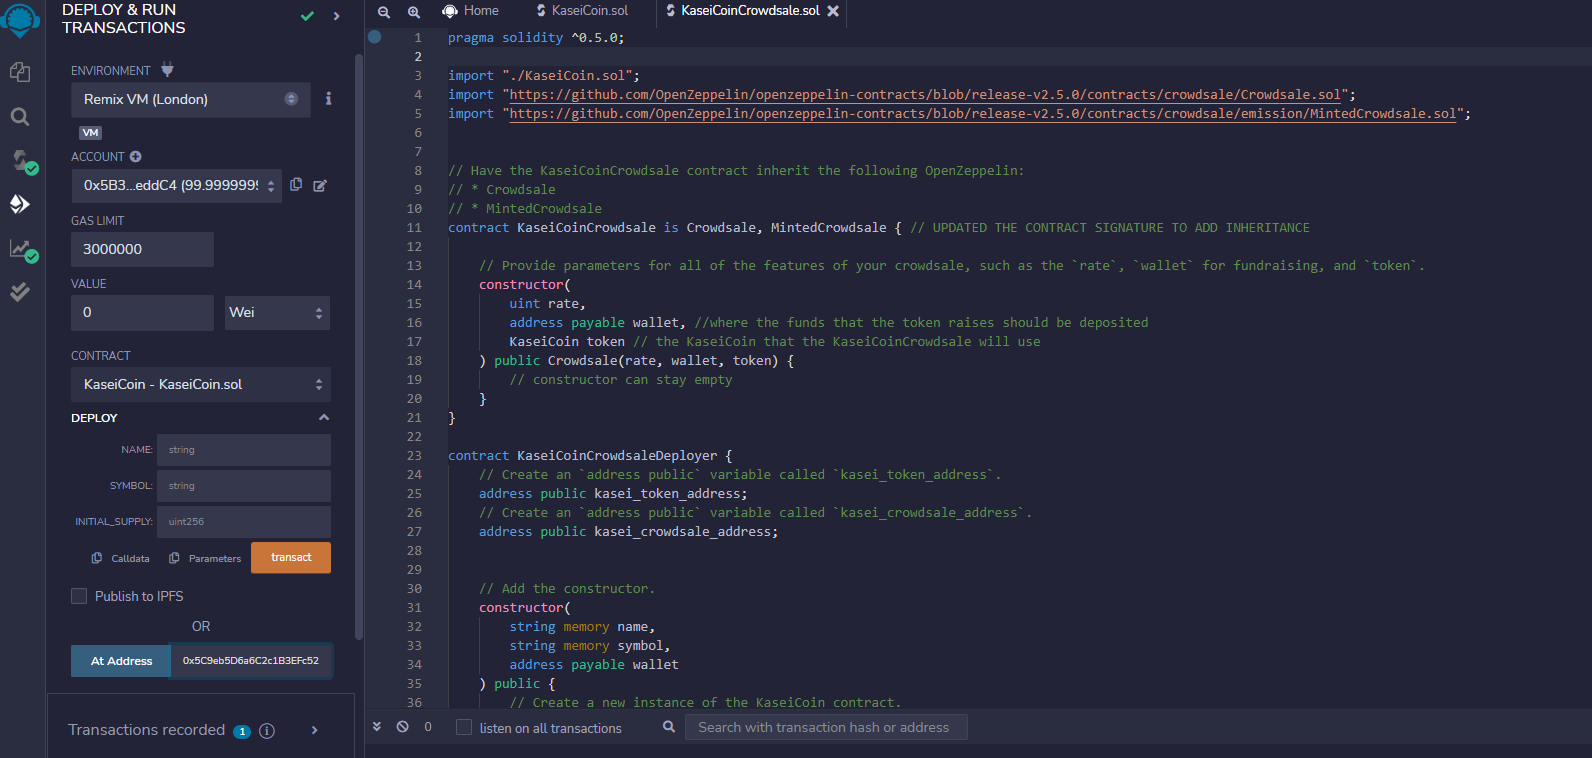 DEPLOY & RUN
TRANSACTIONS
ENVIRONMENT
Remix VM (London)
VM
ACCOUNT
0x5B3...eddC4 (99.9999999
GAS LIMIT
3000000
VALUE
0
Wei
CONTRACT
KaseiCoin - KaseiCoin.sol
DEPLOY
NAME: string
SYMBOL: string
INITIAL_SUPPLY: uint256
Calldata Parameters transact
Publish to IPFS
OR
At Address 0x5C9eb5D6a6C2c1B3EFc52
Transactions recorded 1 i
Home KaseiCoin.sol KaseiCoinCrowdsale.sol
1 pragma solidity ^0.5.0;
2
3 import "./KaseiCoin.sol";
4 import "https://github.com/OpenZeppelin/openzeppelin-contracts/blob/release-v2.5.0/contracts/crowdsale/Crowdsale.sol";
5 import "https://github.com/OpenZeppelin/openzeppelin-contracts/blob/release-v2.5.0/contracts/crowdsale/emission/MintedCrowdsale.sol";
6
7
8 // Have the KaseiCoinCrowdsale contract inherit the following OpenZeppelin:
9 // * Crowdsale
10 // * MintedCrowdsale
11 contract KaseiCoinCrowdsale is Crowdsale, MintedCrowdsale { // UPDATED THE CONTRACT SIGNATURE TO ADD INHERITANCE
12
13 // Provide parameters for all of the features of your crowdsale, such as the `rate`, `wallet` for fundraising, and `token`.
14 constructor(
15 uint rate,
16 address payable wallet, //where the funds that the token raises should be deposited
17 KaseiCoin token // the KaseiCoin that the KaseiCoinCrowdsale will use
18 ) public Crowdsale(rate, wallet, token) {
19 // constructor can stay empty
20 }
21 }
22
23 contract KaseiCoinCrowdsaleDeployer {
24 // Create an `address public` variable called `kasei_token_address`.
25 address public kasei_token_address;
26 // Create an `address public` variable called `kasei_crowdsale_address`.
27 address public kasei_crowdsale_address;
28
29
30 // Add the constructor.
31 constructor(
32 string memory name,
33 string memory symbol,
34 address payable wallet
35 ) public {
36 // Create a new instance of the KaseiCoin contract.
0 listen on all transactions Search with transaction hash or address